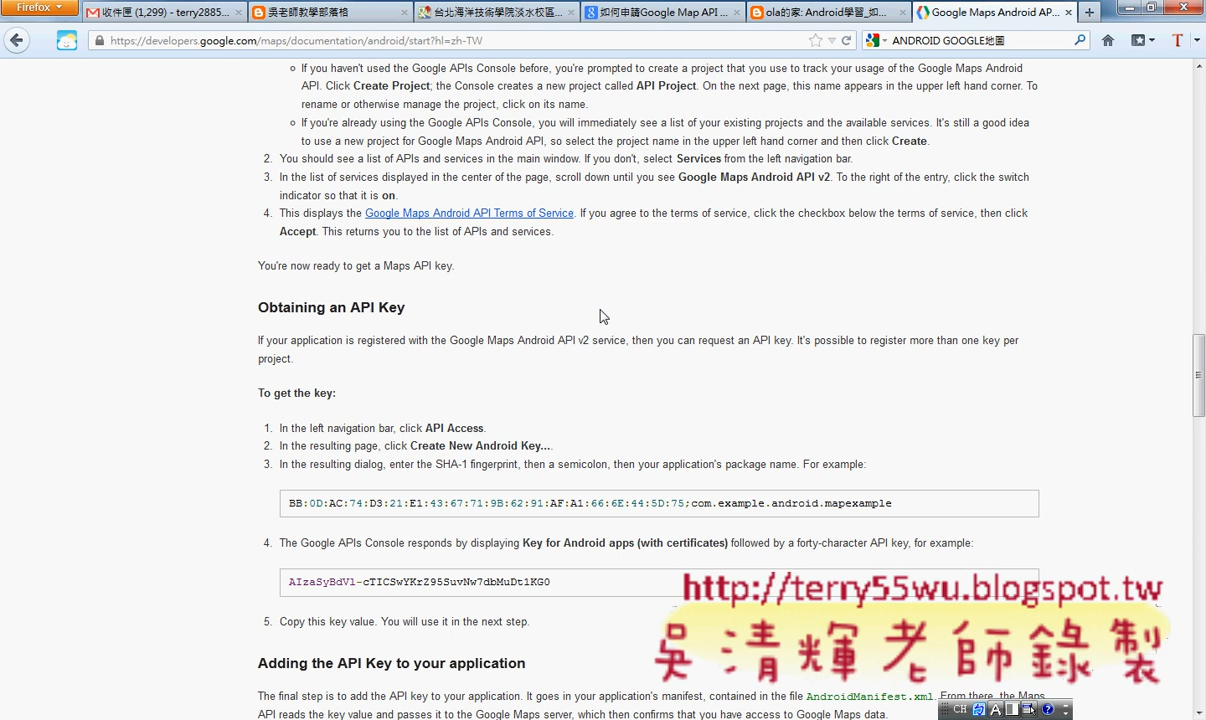 Firefox
收件匣 (1,299) - terry2885...
吳老師教學部落格
台北海洋技術學院淡水校區...
如何申請Google Map API ...
ola的家: Android學習_如...
Google Maps Android AP...
https://developers.google.com/maps/documentation/android/start?hl=zh-TW
ANDROID GOOGLE地圖
If you haven't used the Google APIs Console before, you're prompted to create a project that you use to track your usage of the Google Maps Android
API. Click Create Project; the Console creates a new project called API Project. On the next page, this name appears in the upper left hand corner. To
rename or otherwise manage the project, click on its name.
If you're already using the Google APIs Console, you will immediately see a list of your existing projects and the available services. It's still a good idea
to use a new project for Google Maps Android API, so select the project name in the upper left hand corner and then click Create.
2. You should see a list of APIs and services in the main window. If you don't, select Services from the left navigation bar.
3. In the list of services displayed in the center of the page, scroll down until you see Google Maps Android API v2. To the right of the entry, click the switch
indicator so that it is on.
4. This displays the Google Maps Android API Terms of Service. If you agree to the terms of service, click the checkbox below the terms of service, then click
Accept. This returns you to the list of APIs and services.
You're now ready to get a Maps API key.
Obtaining an API Key
If your application is registered with the Google Maps Android API v2 service, then you can request an API key. It's possible to register more than one key per
project.
To get the key:
1. In the left navigation bar, click API Access.
2. In the resulting page, click Create New Android Key....
3. In the resulting dialog, enter the SHA-1 fingerprint, then a semicolon, then your application's package name. For example:
BB:0D:AC:74:D3:21:E1:43:67:71:9B:62:91:AF:A1:66:6E:44:5D:75;com.example.android.mapexample
4. The Google APIs Console responds by displaying Key for Android apps (with certificates) followed by a forty-character API key, for example:
AIzaSyBdVl-cTICSwYKrZ95SuvNw7dbMuDt1KG0
5. Copy this key value. You will use it in the next step.
Adding the API Key to your application
The final step is to add the API key to your application. It goes in your application's manifest, contained in the file AndroidManifest.xml. From there, the Maps
API reads the key value and passes it to the Google Maps server, which then confirms that you have access to Google Maps data.
http://terry55wu.blogspot.tw
吳清輝老師錄製
CH